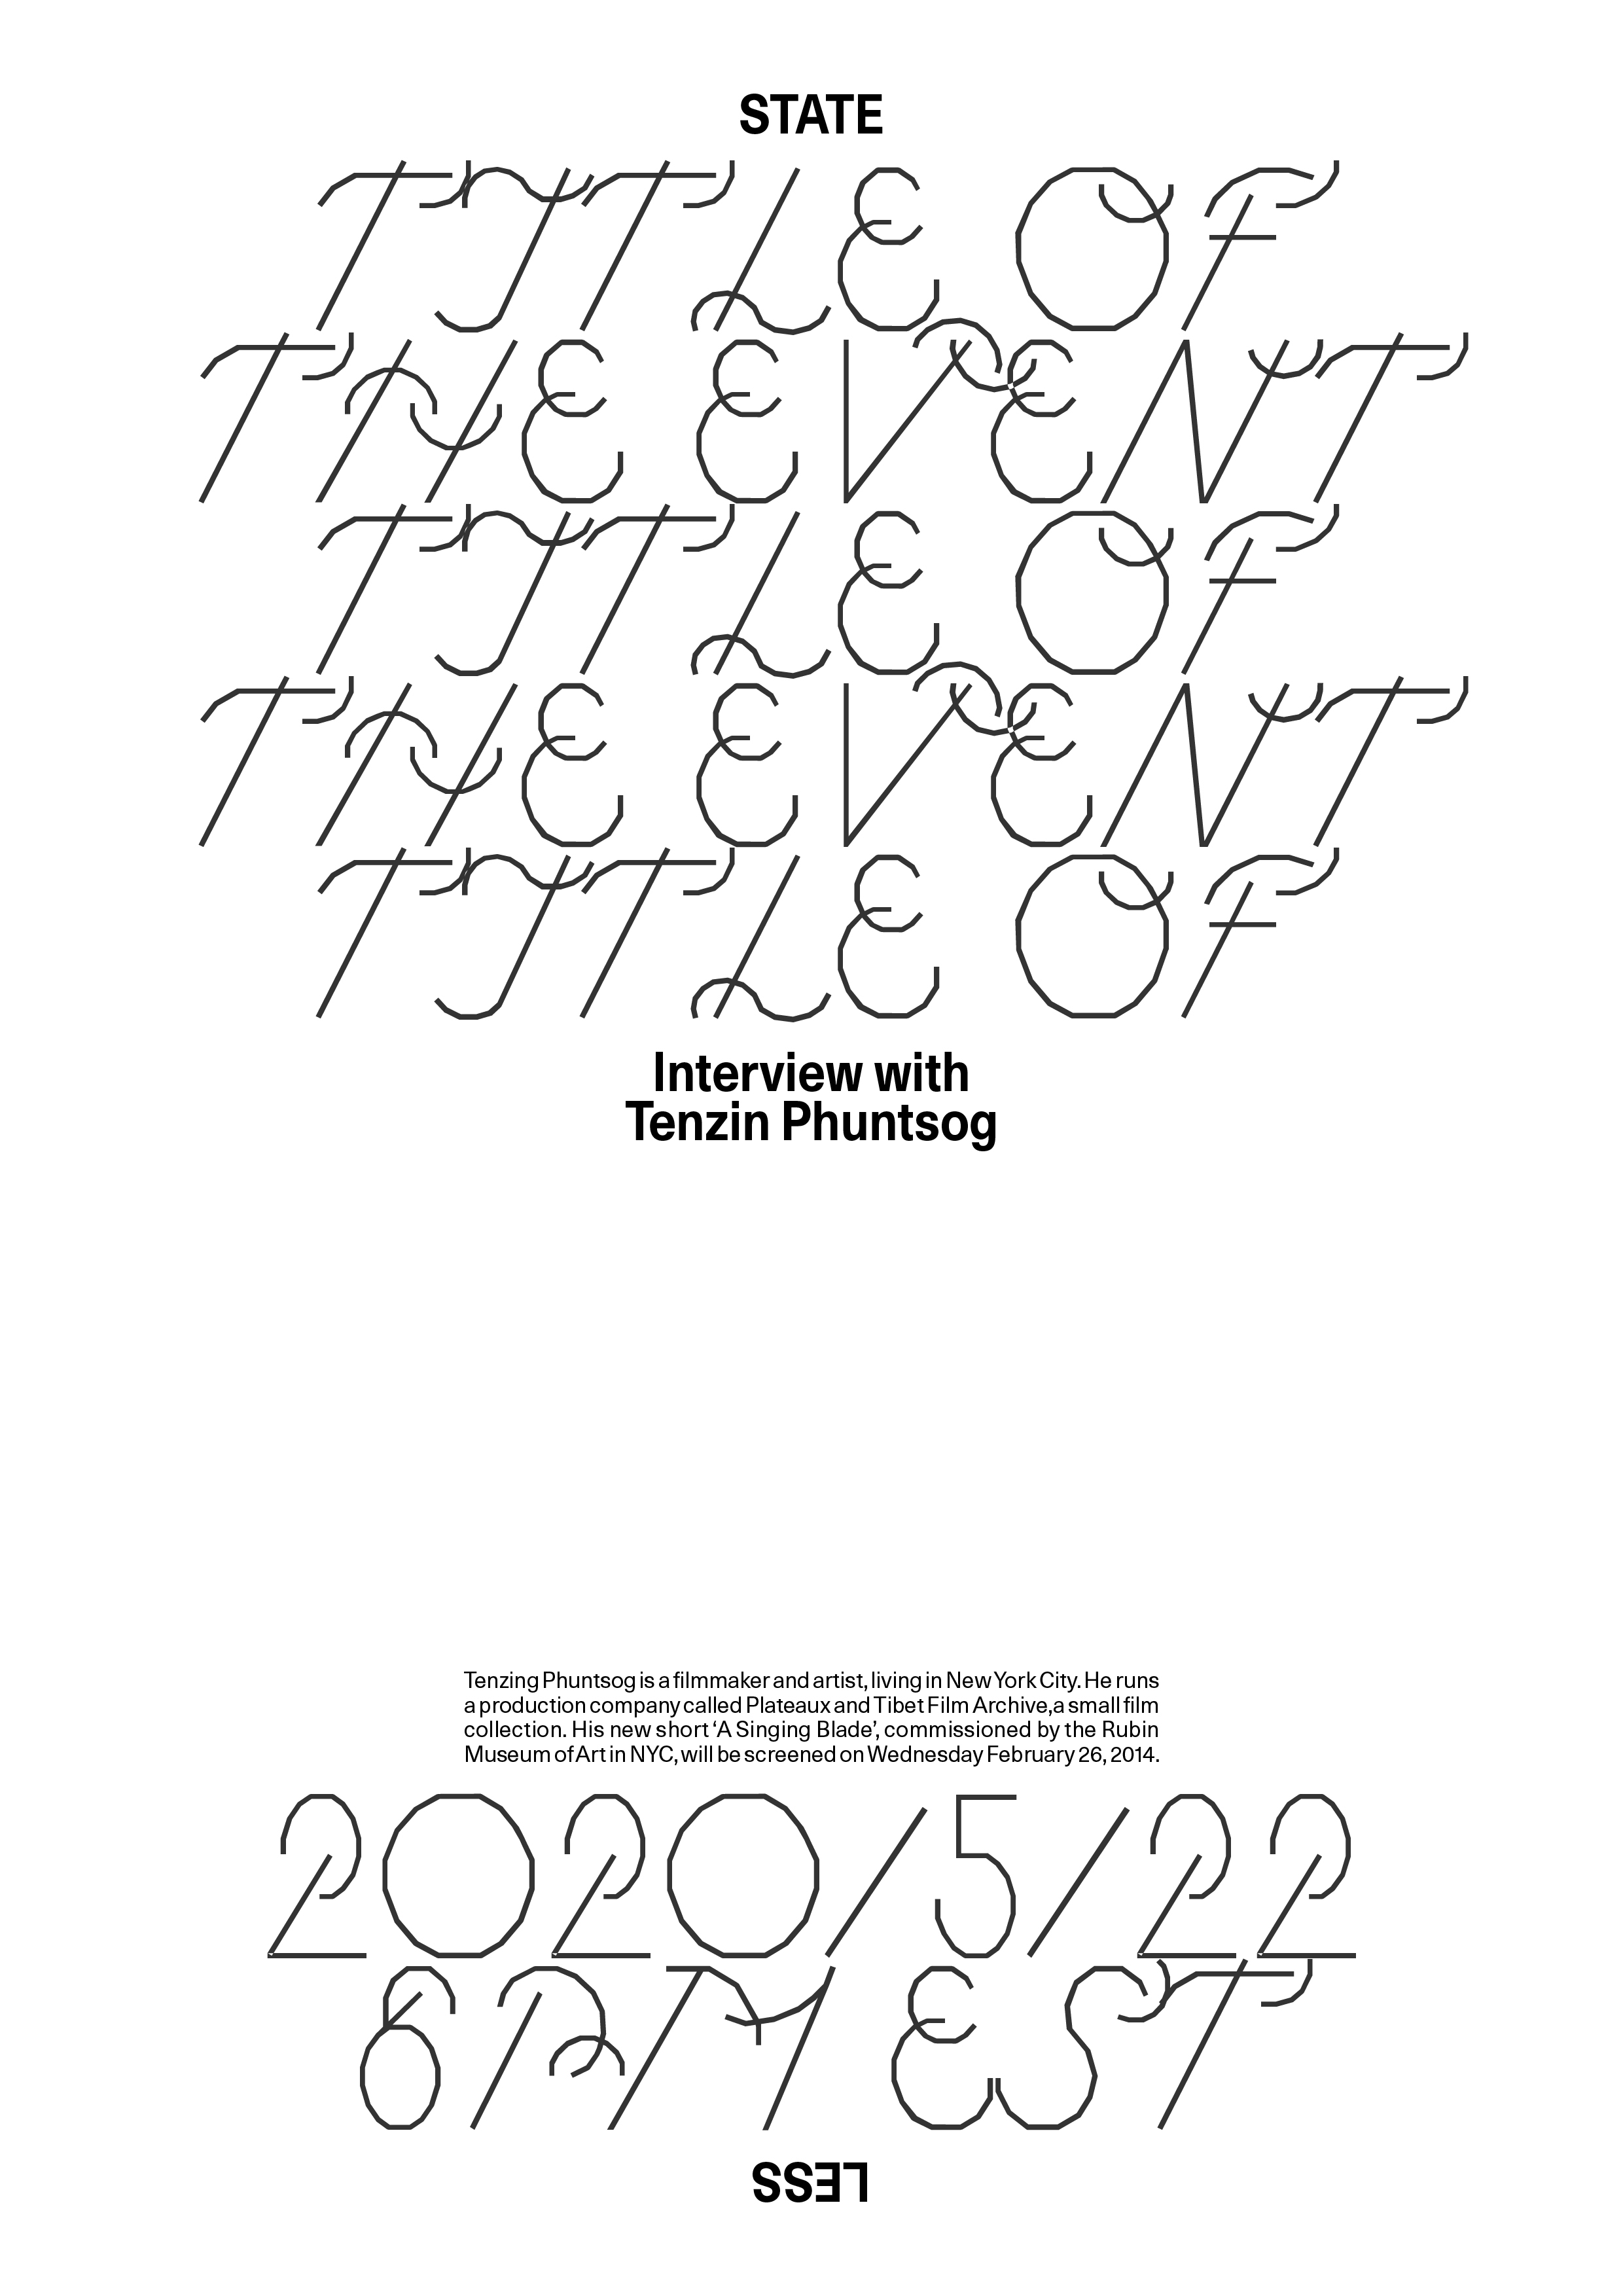 STATE
TITLE OF
THE EVENT
TITLE OF
THE EVENT
TITLE OF
Interview with
Tenzin Phuntsog
Tenzing Phuntsog is a filmmaker and artist, living in New York City. He runs
a production company called Plateaux and Tibet Film Archive, a small film
collection. His new short ‘A Singing Blade’, commissioned by the Rubin
Museum of Art in NYC, will be screened on Wednesday February 26, 2014.
2020/5/22
6PM EST
LESS